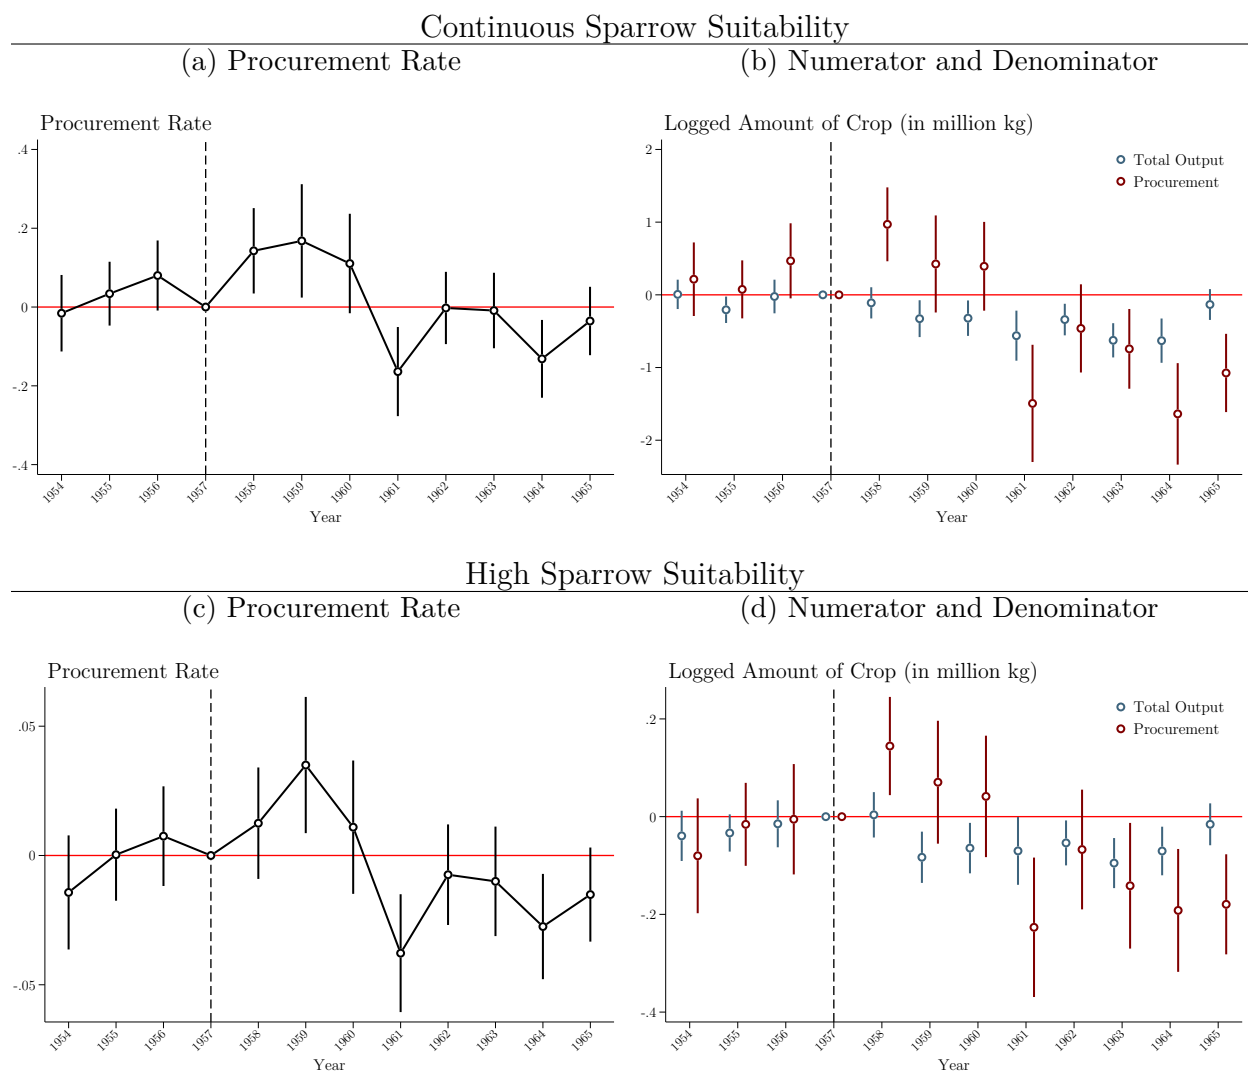 Continuous Sparrow Suitability
(a) Procurement Rate
(b) Numerator and Denominator
Procurement Rate
.4
.2
0
-.2
-.4
1954 1955 1956 1957 1958 1959 1960 1961 1962 1963 1964 1965
Year
Logged Amount of Crop (in million kg)
Total Output
Procurement
2
1
0
-1
-2
1954 1955 1956 1957 1958 1959 1960 1961 1962 1963 1964 1965
Year
High Sparrow Suitability
(c) Procurement Rate
(d) Numerator and Denominator
Procurement Rate
.05
0
-.05
1954 1955 1956 1957 1958 1959 1960 1961 1962 1963 1964 1965
Year
Logged Amount of Crop (in million kg)
Total Output
Procurement
.2
0
-.2
-.4
1954 1955 1956 1957 1958 1959 1960 1961 1962 1963 1964 1965
Year